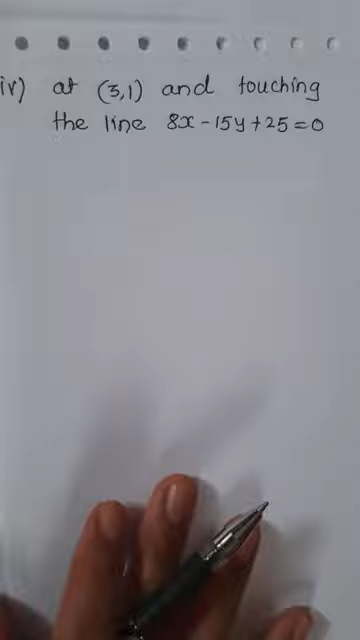 iv) at (3,1) and touching
the line 8x-15y+25=0